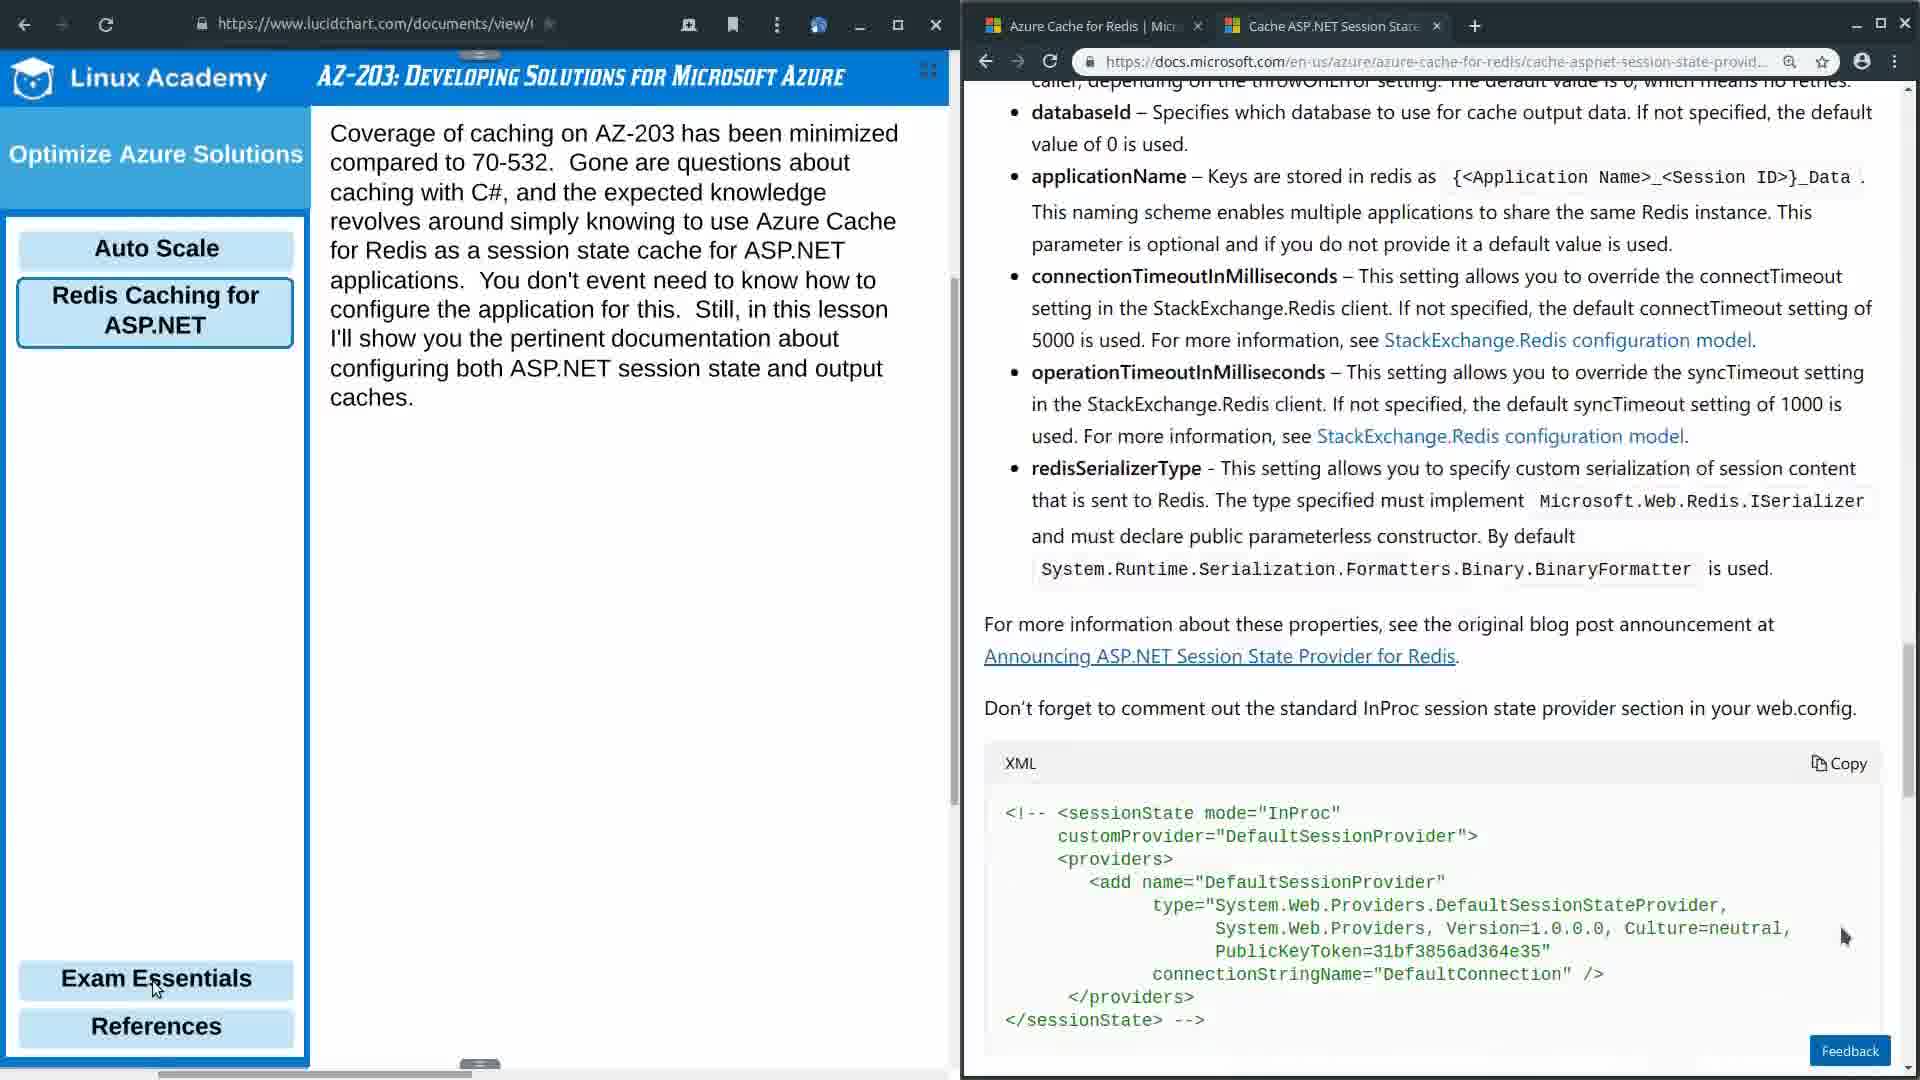 https://www.lucidchart.com/documents/view/
Linux Academy
AZ-203: Developing Solutions for Microsoft Azure
Optimize Azure Solutions
Auto Scale
Redis Caching for
ASP.NET
Exam Essentials
References
Coverage of caching on AZ-203 has been minimized
compared to 70-532.  Gone are questions about
caching with C#, and the expected knowledge
revolves around simply knowing to use Azure Cache
for Redis as a session state cache for ASP.NET
applications.  You don't event need to know how to
configure the application for this.  Still, in this lesson
I'll show you the pertinent documentation about
configuring both ASP.NET session state and output
caches.
Azure Cache for Redis | Micr
Cache ASP.NET Session State
https://docs.microsoft.com/en-us/azure/azure-cache-for-redis/cache-aspnet-session-state-provid...
caller, depending on the throwOnError setting. The default value is 0, which means no retries.
• databaseId – Specifies which database to use for cache output data. If not specified, the default
value of 0 is used.
• applicationName – Keys are stored in redis as {<Application Name>_<Session ID>}_Data .
This naming scheme enables multiple applications to share the same Redis instance. This
parameter is optional and if you do not provide it a default value is used.
• connectionTimeoutInMilliseconds – This setting allows you to override the connectTimeout
setting in the StackExchange.Redis client. If not specified, the default connectTimeout setting of
5000 is used. For more information, see StackExchange.Redis configuration model.
• operationTimeoutInMilliseconds – This setting allows you to override the syncTimeout setting
in the StackExchange.Redis client. If not specified, the default syncTimeout setting of 1000 is
used. For more information, see StackExchange.Redis configuration model.
• redisSerializerType - This setting allows you to specify custom serialization of session content
that is sent to Redis. The type specified must implement Microsoft.Web.Redis.ISerializer
and must declare public parameterless constructor. By default
System.Runtime.Serialization.Formatters.Binary.BinaryFormatter is used.
For more information about these properties, see the original blog post announcement at
Announcing ASP.NET Session State Provider for Redis.
Don't forget to comment out the standard InProc session state provider section in your web.config.
XML
Copy
<!-- <sessionState mode="InProc"
     customProvider="DefaultSessionProvider">
     <providers>
        <add name="DefaultSessionProvider"
              type="System.Web.Providers.DefaultSessionStateProvider,
                    System.Web.Providers, Version=1.0.0.0, Culture=neutral,
                    PublicKeyToken=31bf3856ad364e35"
              connectionStringName="DefaultConnection" />
      </providers>
</sessionState> -->
Feedback